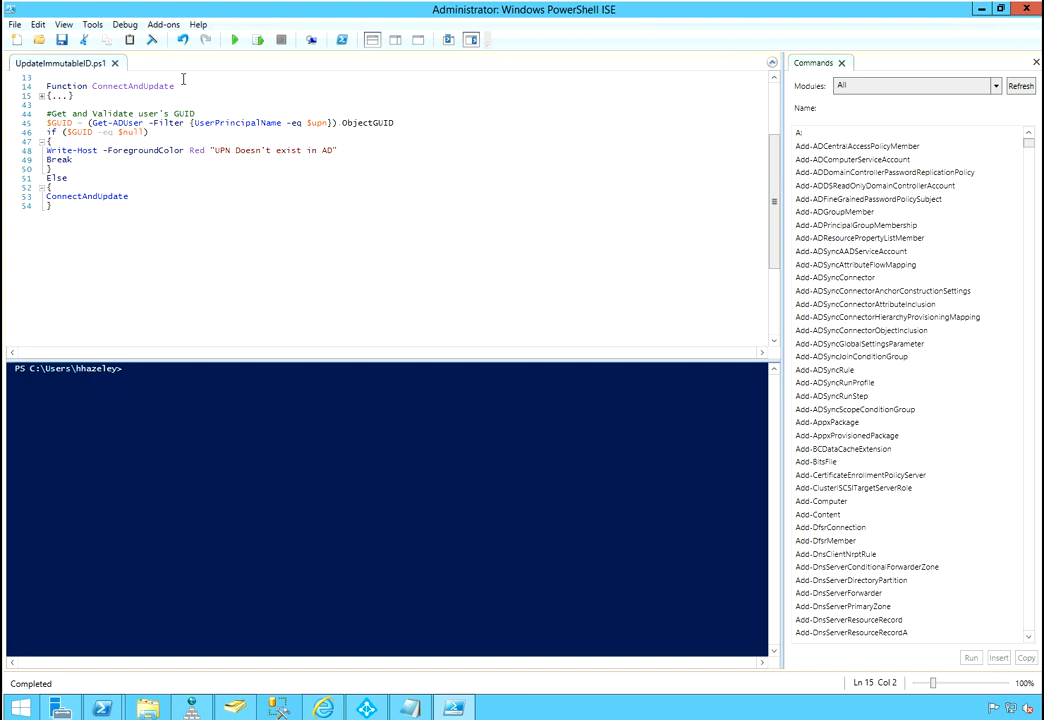 Administrator: Windows PowerShell ISE
File Edit View Tools Debug Add-ons Help
UpdateImmutableID.ps1
13
14 Function ConnectAndUpdate
15 {...}
43
44 #Get and Validate user's GUID
45 $GUID = (Get-ADUser -Filter {UserPrincipalName -eq $upn}).ObjectGUID
46 if ($GUID -eq $null)
47 {
48 Write-Host -ForegroundColor Red "UPN Doesn't exist in AD"
49 Break
50 }
51 Else
52 {
53 ConnectAndUpdate
54 }
PS C:\Users\hhazeley>
Commands
Modules: All Refresh
Name:
A:
Add-ADCentralAccessPolicyMember
Add-ADComputerServiceAccount
Add-ADDomainControllerPasswordReplicationPolicy
Add-ADDSReadOnlyDomainControllerAccount
Add-ADFineGrainedPasswordPolicySubject
Add-ADGroupMember
Add-ADPrincipalGroupMembership
Add-ADResourcePropertyListMember
Add-ADSyncAADServiceAccount
Add-ADSyncAttributeFlowMapping
Add-ADSyncConnector
Add-ADSyncConnectorAnchorConstructionSettings
Add-ADSyncConnectorAttributeInclusion
Add-ADSyncConnectorHierarchyProvisioningMapping
Add-ADSyncConnectorObjectInclusion
Add-ADSyncGlobalSettingsParameter
Add-ADSyncJoinConditionGroup
Add-ADSyncRule
Add-ADSyncRunProfile
Add-ADSyncRunStep
Add-ADSyncScopeConditionGroup
Add-AppxPackage
Add-AppxProvisionedPackage
Add-BCDataCacheExtension
Add-BitsFile
Add-CertificateEnrollmentPolicyServer
Add-ClusteriSCSITargetServerRole
Add-Computer
Add-Content
Add-DfsrConnection
Add-DfsrMember
Add-DnsClientNrptRule
Add-DnsServerConditionalForwarderZone
Add-DnsServerDirectoryPartition
Add-DnsServerForwarder
Add-DnsServerPrimaryZone
Add-DnsServerResourceRecord
Add-DnsServerResourceRecordA
Run Insert Copy
Completed
Ln 15 Col 2
100%